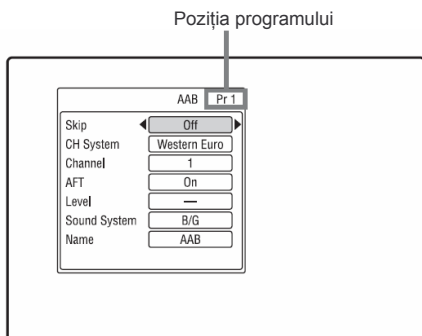 Poziția programului
AAB Pr 1
Skip Off
CH System Western Euro
Channel 1
AFT On
Level —
Sound System B/G
Name AAB